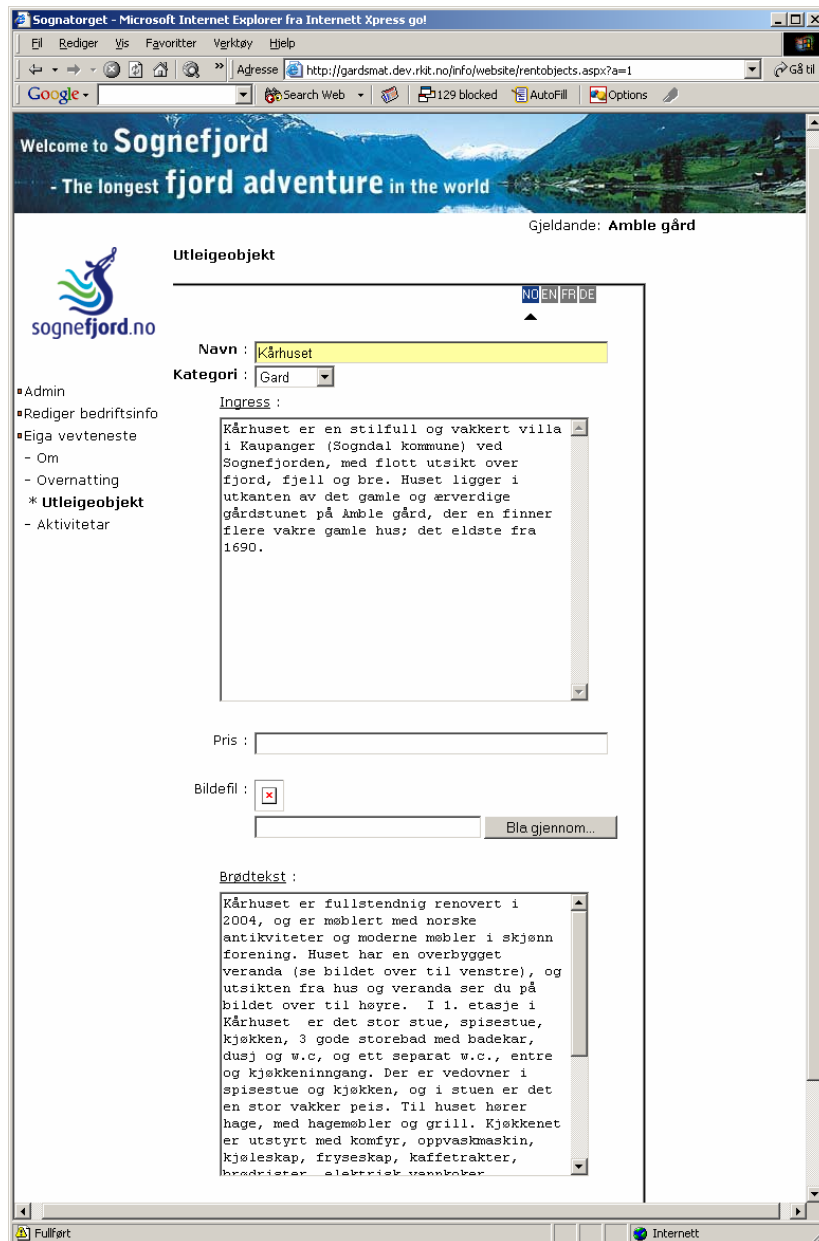 Sognatorget - Microsoft Internet Explorer fra Internett Xpress go!
Fil Rediger Vis Favoritter Verktøy Hjelp
» Adresse http://gardsmat.dev.rkit.no/info/website/rentobjects.aspx?a=1 Gå til
Google Search Web 129 blocked AutoFill Options
Welcome to Sognefjord
- The longest fjord adventure in the world
Gjeldande: Amble gård
Utleigeobjekt
NO EN FR DE
sognefjord.no
Navn : Kårhuset
Kategori : Gard
Admin
Rediger bedriftsinfo
Eiga vevteneste
- Om
- Overnatting
* Utleigeobjekt
- Aktivitetar
Ingress :
Kårhuset er en stilfull og vakkert villa
i Kaupanger (Sogndal kommune) ved
Sognefjorden, med flott utsikt over
fjord, fjell og bre. Huset ligger i
utkanten av det gamle og ærverdige
gårdstunet på Amble gård, der en finner
flere vakre gamle hus; det eldste fra
1690.
Pris :
Bildefil :
Bla gjennom...
Brødtekst :
Kårhuset er fullstendnig renovert i
2004, og er møblert med norske
antikviteter og moderne møbler i skjønn
forening. Huset har en overbygget
veranda (se bildet over til venstre), og
utsikten fra hus og veranda ser du på
bildet over til høyre.  I 1. etasje i
Kårhuset  er det stor stue, spisestue,
kjøkken, 3 gode storebad med badekar,
dusj og w.c, og ett separat w.c., entre
og kjøkkeninngang. Der er vedovner i
spisestue og kjøkken, og i stuen er det
en stor vakker peis. Til huset hører
hage, med hagemøbler og grill. Kjøkkenet
er utstyrt med komfyr, oppvaskmaskin,
kjøleskap, fryseskap, kaffetrakter,
brødrister, elektrisk vannkoker
Fullført Internett